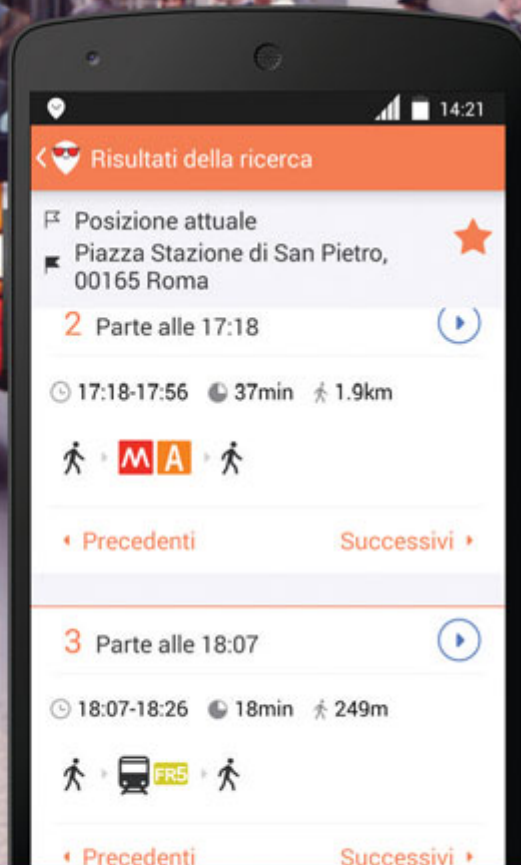 14:21
Risultati della ricerca
Posizione attuale
Piazza Stazione di San Pietro,
00165 Roma
2 Parte alle 17:18
17:18-17:56 37min 1.9km
M A
Precedenti Successivi
3 Parte alle 18:07
18:07-18:26 18min 249m
FR5
Precedenti Successivi